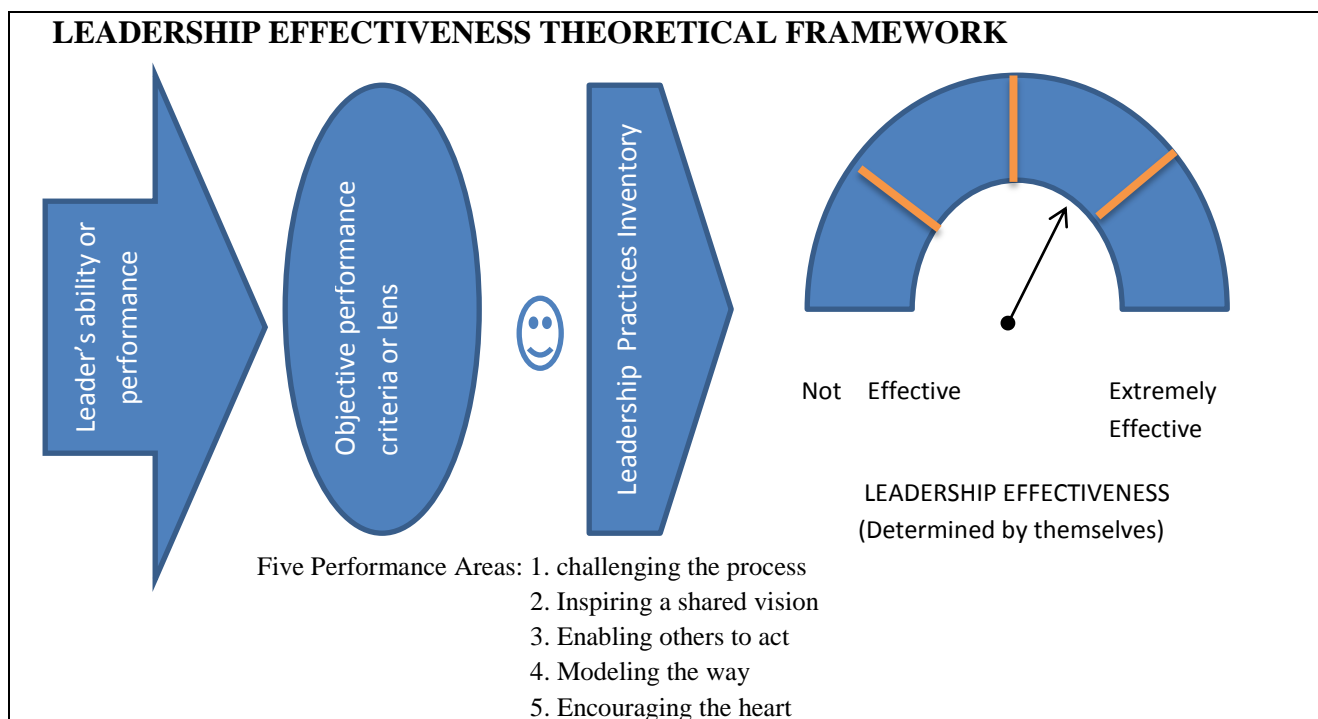 LEADERSHIP EFFECTIVENESS THEORETICAL FRAMEWORK
Leader's ability or
performance
Objective performance
criteria or lens
Leadership Practices Inventory
Not Effective
Extremely
Effective
LEADERSHIP EFFECTIVENESS
(Determined by themselves)
Five Performance Areas: 1. challenging the process
2. Inspiring a shared vision
3. Enabling others to act
4. Modeling the way
5. Encouraging the heart